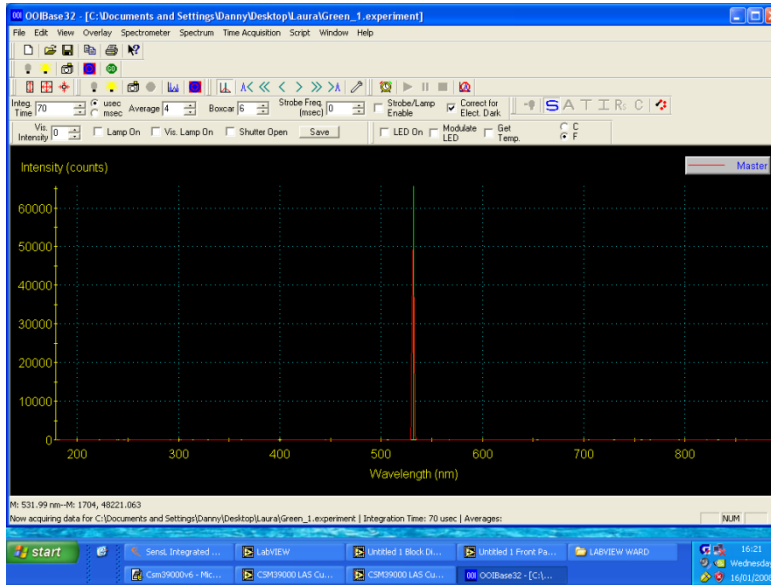 OOIBase32 - [C:\Documents and Settings\Danny\Desktop\Laura\Green_1.experiment]
File Edit View Overlay Spectrometer Spectrum Time Acquisition Script Window Help
Integ. Time 70 usec msec Average 4 Boxcar 6 Strobe Freq. (msec) 0 Strobe/Lamp Enable Correct for Elect. Dark S A T I R C
Vis. Intensity 0 Lamp On Vis. Lamp On Shutter Open Save LED On Modulate LED Get Temp. C F
Intensity (counts)
Master
60000
50000
40000
30000
20000
10000
0
200 300 400 500 600 700 800
Wavelength (nm)
M: 531.99 nm--M: 1704, 48221.063
Now acquiring data for C:\Documents and Settings\Danny\Desktop\Laura\Green_1.experiment | Integration Time: 70 usec | Averages: NUM
start SensL Integrated ... LabVIEW Untitled 1 Block Di... Untitled 1 Front Pa... LABVIEW WARD 16:21
Wednesday
Csm39000v6 - Mic... CSM39000 LAS Cu... CSM39000 LAS Cu... OOIBase32 - [C:\...